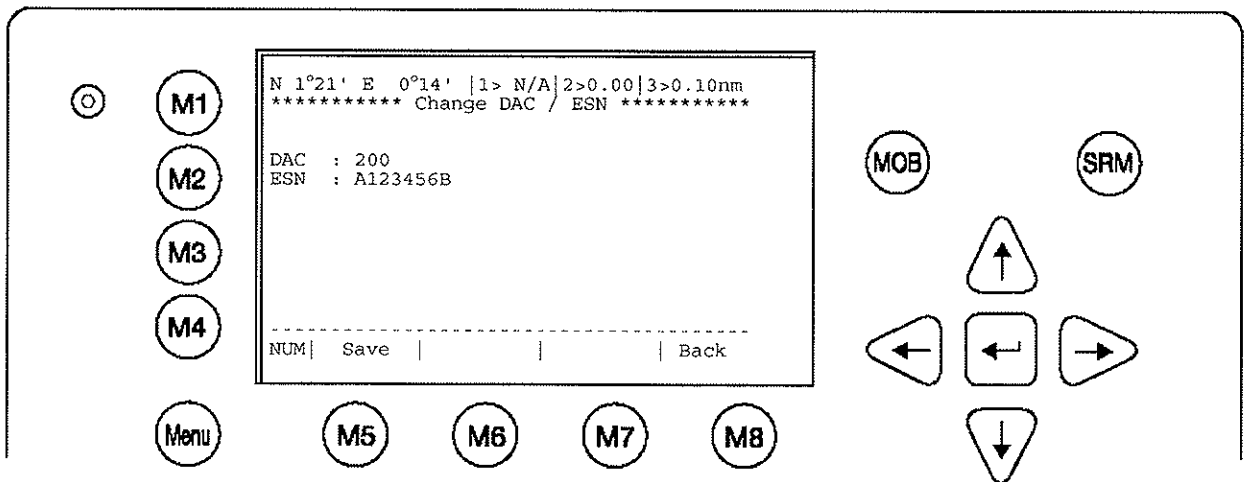 N 1°21' E 0°14' |1> N/A|2>0.00|3>0.10nm
*********** Change DAC / ESN ***********
DAC : 200
ESN : A123456B
----------------------------------------
NUM| Save | | | Back
M1
M2
M3
M4
Menu
M5
M6
M7
M8
MOB
SRM